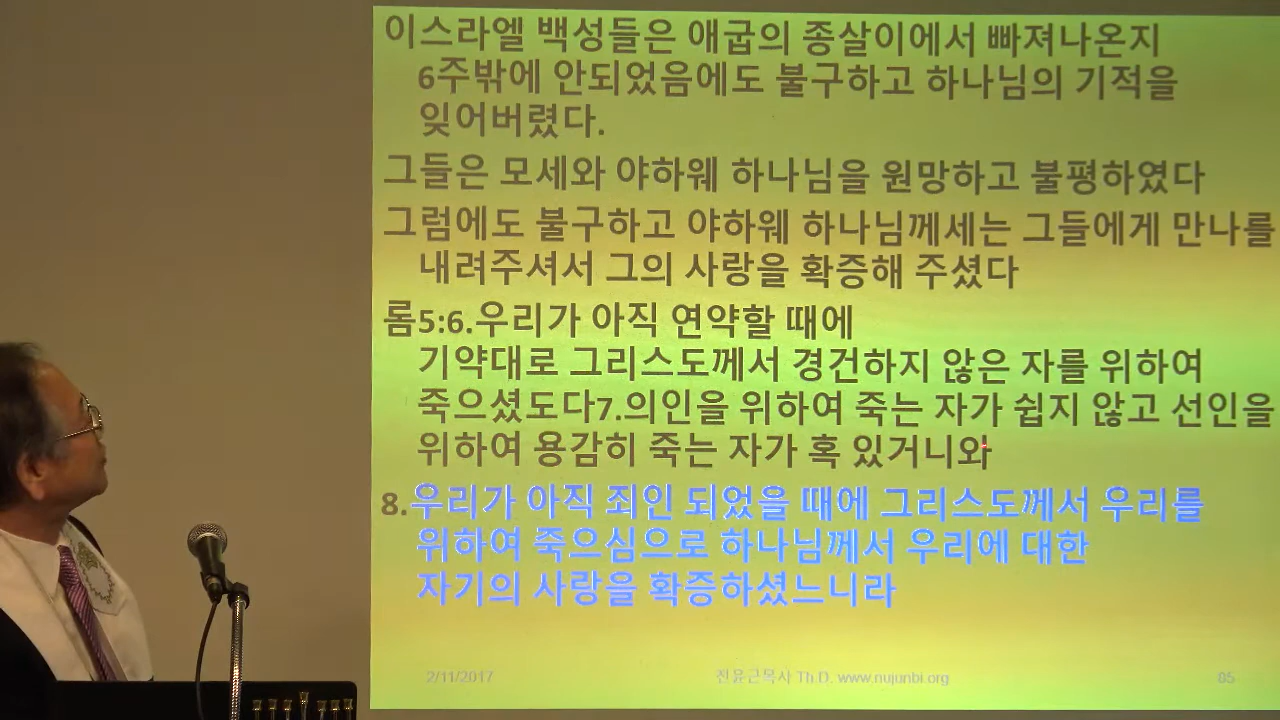 이스라엘 백성들은 애굽의 종살이에서 빠져나온지
6주밖에 안되었음에도 불구하고 하나님의 기적을
잊어버렸다.
그들은 모세와 야하웨 하나님을 원망하고 불평하였다
그럼에도 불구하고 야하웨 하나님께세는 그들에게 만나를
내려주셔서 그의 사랑을 확증해 주셨다
롬5:6.우리가 아직 연약할 때에
기약대로 그리스도께서 경건하지 않은 자를 위하여
죽으셨도다7.의인을 위하여 죽는 자가 쉽지 않고 선인을
위하여 용감히 죽는 자가 혹 있거니와
8.우리가 아직 죄인 되었을 때에 그리스도께서 우리를
위하여 죽으심으로 하나님께서 우리에 대한
자기의 사랑을 확증하셨느니라
2/11/2017 전윤근목사 Th.D. www.nujunbi.org 65